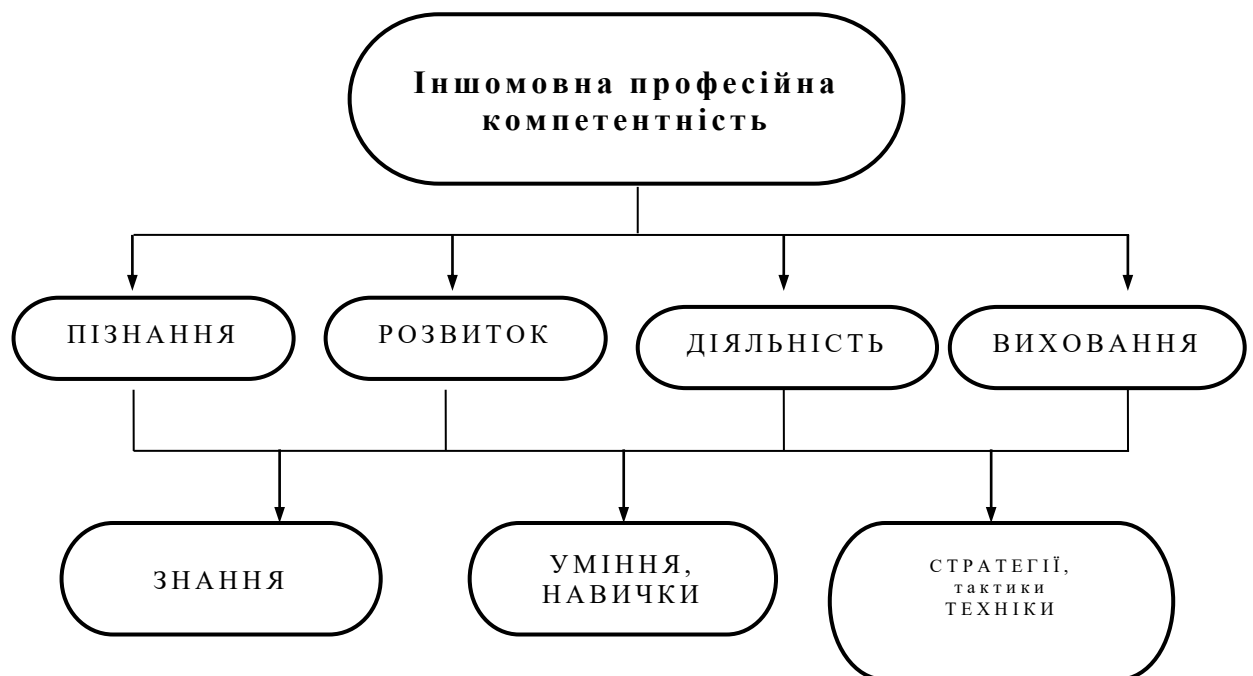 Іншомовна професійна
компетентність
ПІЗНАННЯ
РОЗВИТОК
ДІЯЛЬНІСТЬ
ВИХОВАННЯ
ЗНАННЯ
УМІННЯ,
НАВИЧКИ
СТРАТЕГІЇ,
тактики
ТЕХНІКИ